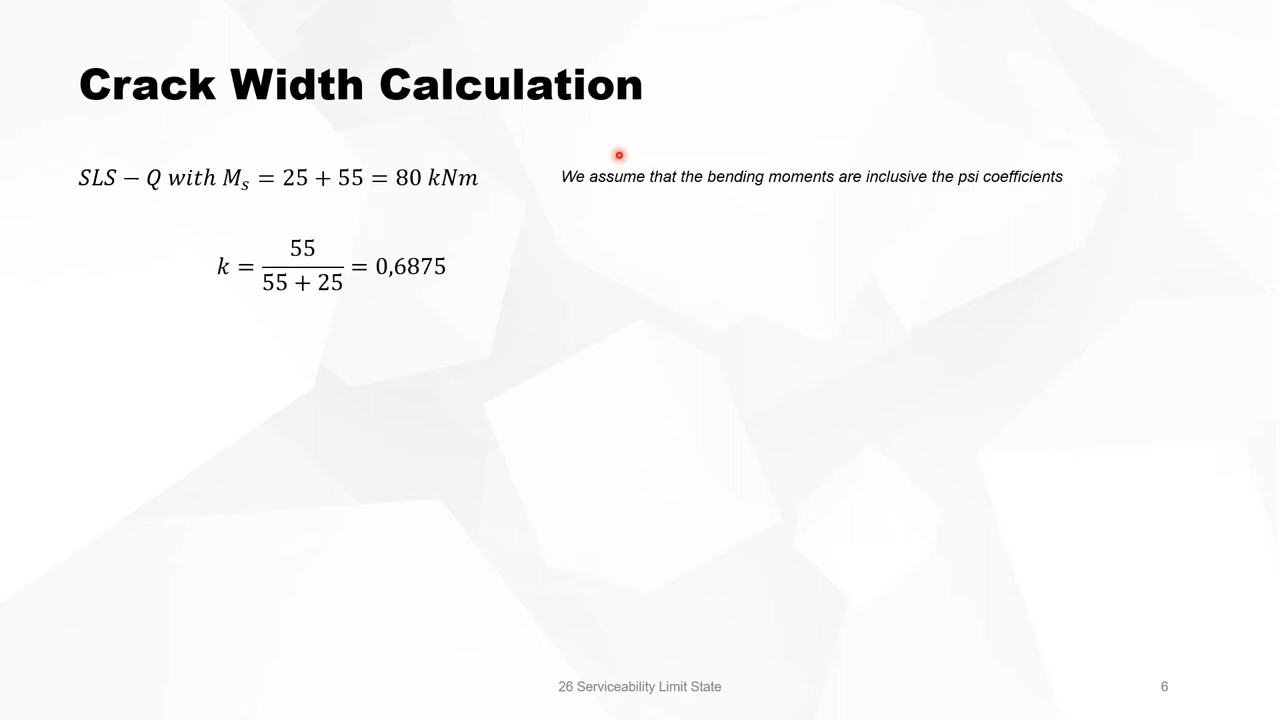 Crack Width Calculation
SLS − Q with Mₛ = 25 + 55 = 80 kNm
We assume that the bending moments are inclusive the psi coefficients
k = 55 / (55 + 25) = 0,6875
26 Serviceability Limit State
6